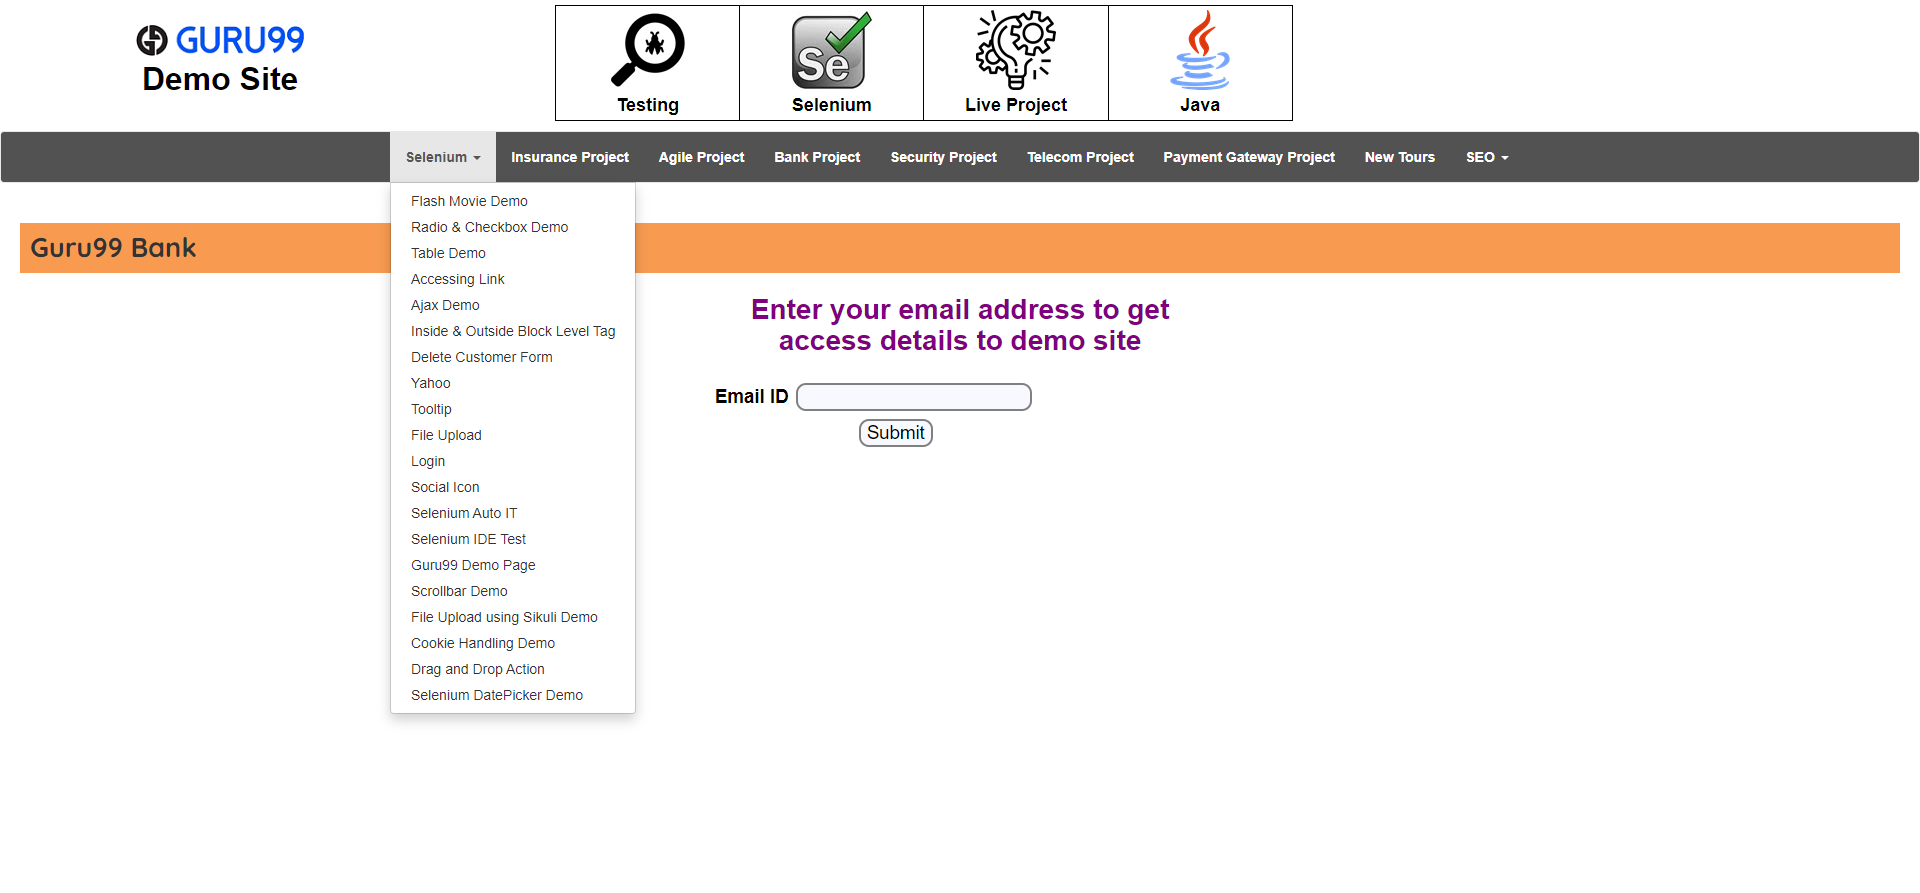 GURU99
Demo Site
Testing
Se
Selenium
Live Project
Java
Selenium
Insurance Project
Agile Project
Bank Project
Security Project
Telecom Project
Payment Gateway Project
New Tours
SEO
Flash Movie Demo
Radio & Checkbox Demo
Table Demo
Accessing Link
Ajax Demo
Inside & Outside Block Level Tag
Delete Customer Form
Yahoo
Tooltip
File Upload
Login
Social Icon
Selenium Auto IT
Selenium IDE Test
Guru99 Demo Page
Scrollbar Demo
File Upload using Sikuli Demo
Cookie Handling Demo
Drag and Drop Action
Selenium DatePicker Demo
Guru99 Bank
Enter your email address to get
access details to demo site
Email ID
Submit